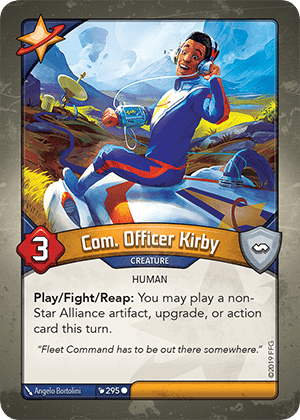 Com. Officer Kirby
3
CREATURE
HUMAN
Play/Fight/Reap: You may play a non-
Star Alliance artifact, upgrade, or action
card this turn.
"Fleet Command has to be out there somewhere."
©2019 FFG
Angelo Bortolini
295